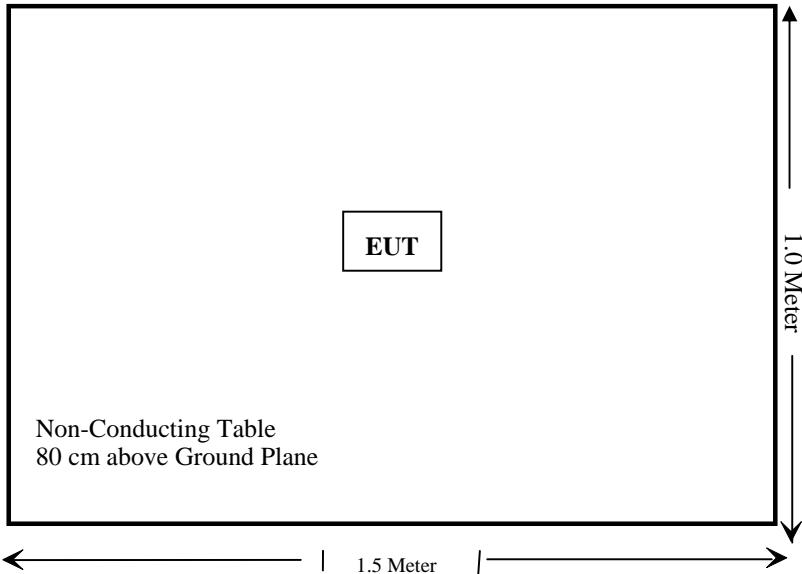 EUT
1.0 Meter
Non-Conducting Table
80 cm above Ground Plane
1.5 Meter